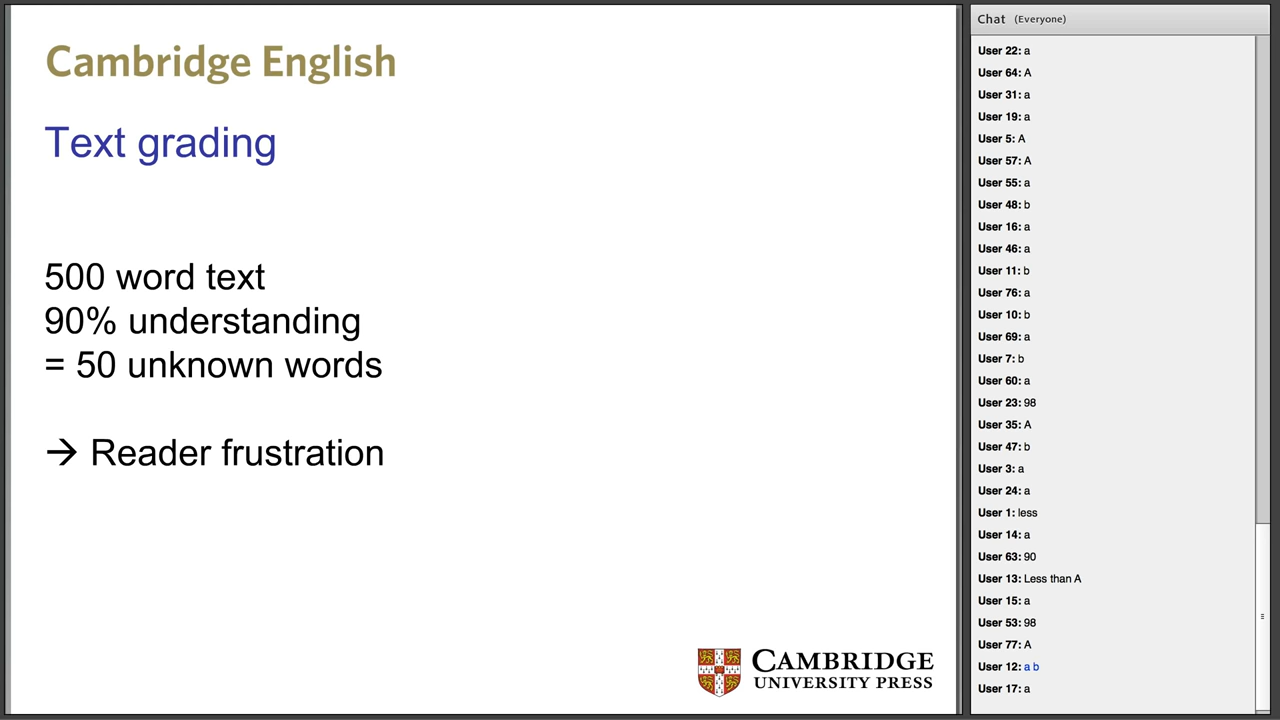 Cambridge English
Text grading
500 word text
90% understanding
= 50 unknown words
→ Reader frustration
CAMBRIDGE
UNIVERSITY PRESS
Chat (Everyone)
User 22: a
User 64: A
User 31: a
User 19: a
User 5: A
User 57: A
User 55: a
User 48: b
User 16: a
User 46: a
User 11: b
User 76: a
User 10: b
User 69: a
User 7: b
User 60: a
User 23: 98
User 35: A
User 47: b
User 3: a
User 24: a
User 1: less
User 14: a
User 63: 90
User 13: Less than A
User 15: a
User 53: 98
User 77: A
User 12: a b
User 17: a